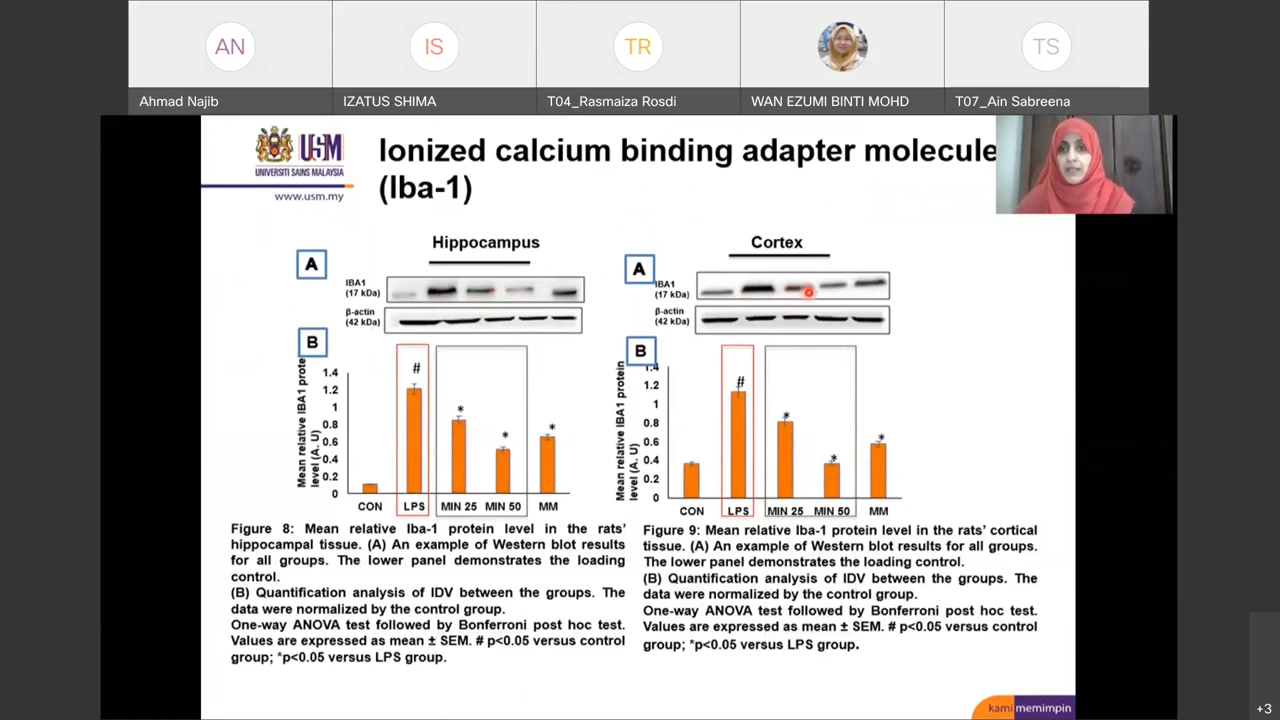 AN
IS
TR
TS
Ahmad Najib
IZATUS SHIMA
T04_Rasmaiza Rosdi
WAN EZUMI BINTI MOHD
T07_Ain Sabreena
USM
UNIVERSITI SAINS MALAYSIA
www.usm.my
Ionized calcium binding adapter molecule
(Iba-1)
Hippocampus
A
IBA1
(17 kDa)
β-actin
(42 kDa)
B
Mean relative IBA1 prote
level (A. U)
1.4
1.2
1
0.8
0.6
0.4
0.2
0
#
*
*
*
CON
LPS
MIN 25
MIN 50
MM
Figure 8: Mean relative Iba-1 protein level in the rats'
hippocampal tissue. (A) An example of Western blot results
for all groups. The lower panel demonstrates the loading
control.
(B) Quantification analysis of IDV between the groups. The
data were normalized by the control group.
One-way ANOVA test followed by Bonferroni post hoc test.
Values are expressed as mean ± SEM. # p<0.05 versus control
group; *p<0.05 versus LPS group.
Cortex
A
IBA1
(17 kDa)
β-actin
(42 kDa)
B
Mean relative IBA1 protein
level (A. U)
1.4
1.2
1
0.8
0.6
0.4
0.2
0
#
*
*
*
CON
LPS
MIN 25
MIN 50
MM
Figure 9: Mean relative Iba-1 protein level in the rats' cortical
tissue. (A) An example of Western blot results for all groups.
The lower panel demonstrates the loading control.
(B) Quantification analysis of IDV between the groups. The
data were normalized by the control group.
One-way ANOVA test followed by Bonferroni post hoc test.
Values are expressed as mean ± SEM. # p<0.05 versus control
group; *p<0.05 versus LPS group.
kami memimpin
+3